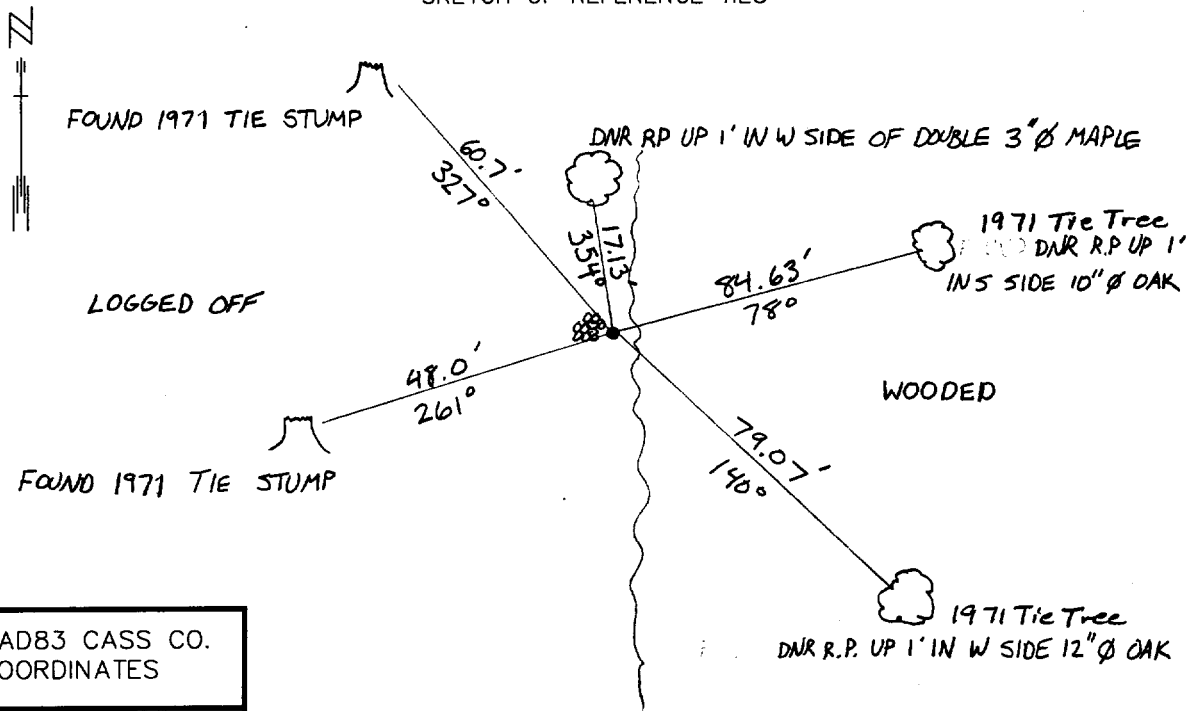 SKETCH OF REFERENCE TIES
N
FOUND 1971 TIE STUMP
60.7'
327°
DNR RP UP 1' IN W SIDE OF DOUBLE 3"Ø MAPLE
17.13'
354°
1971 Tie Tree
DNR R.P UP 1'
IN S SIDE 10"Ø OAK
84.63'
78°
LOGGED OFF
48.0'
261°
WOODED
FOUND 1971 TIE STUMP
79.07'
140°
1971 Tie Tree
DNR R.P. UP 1' IN W SIDE 12"Ø OAK
AD83 CASS CO.
OORDINATES